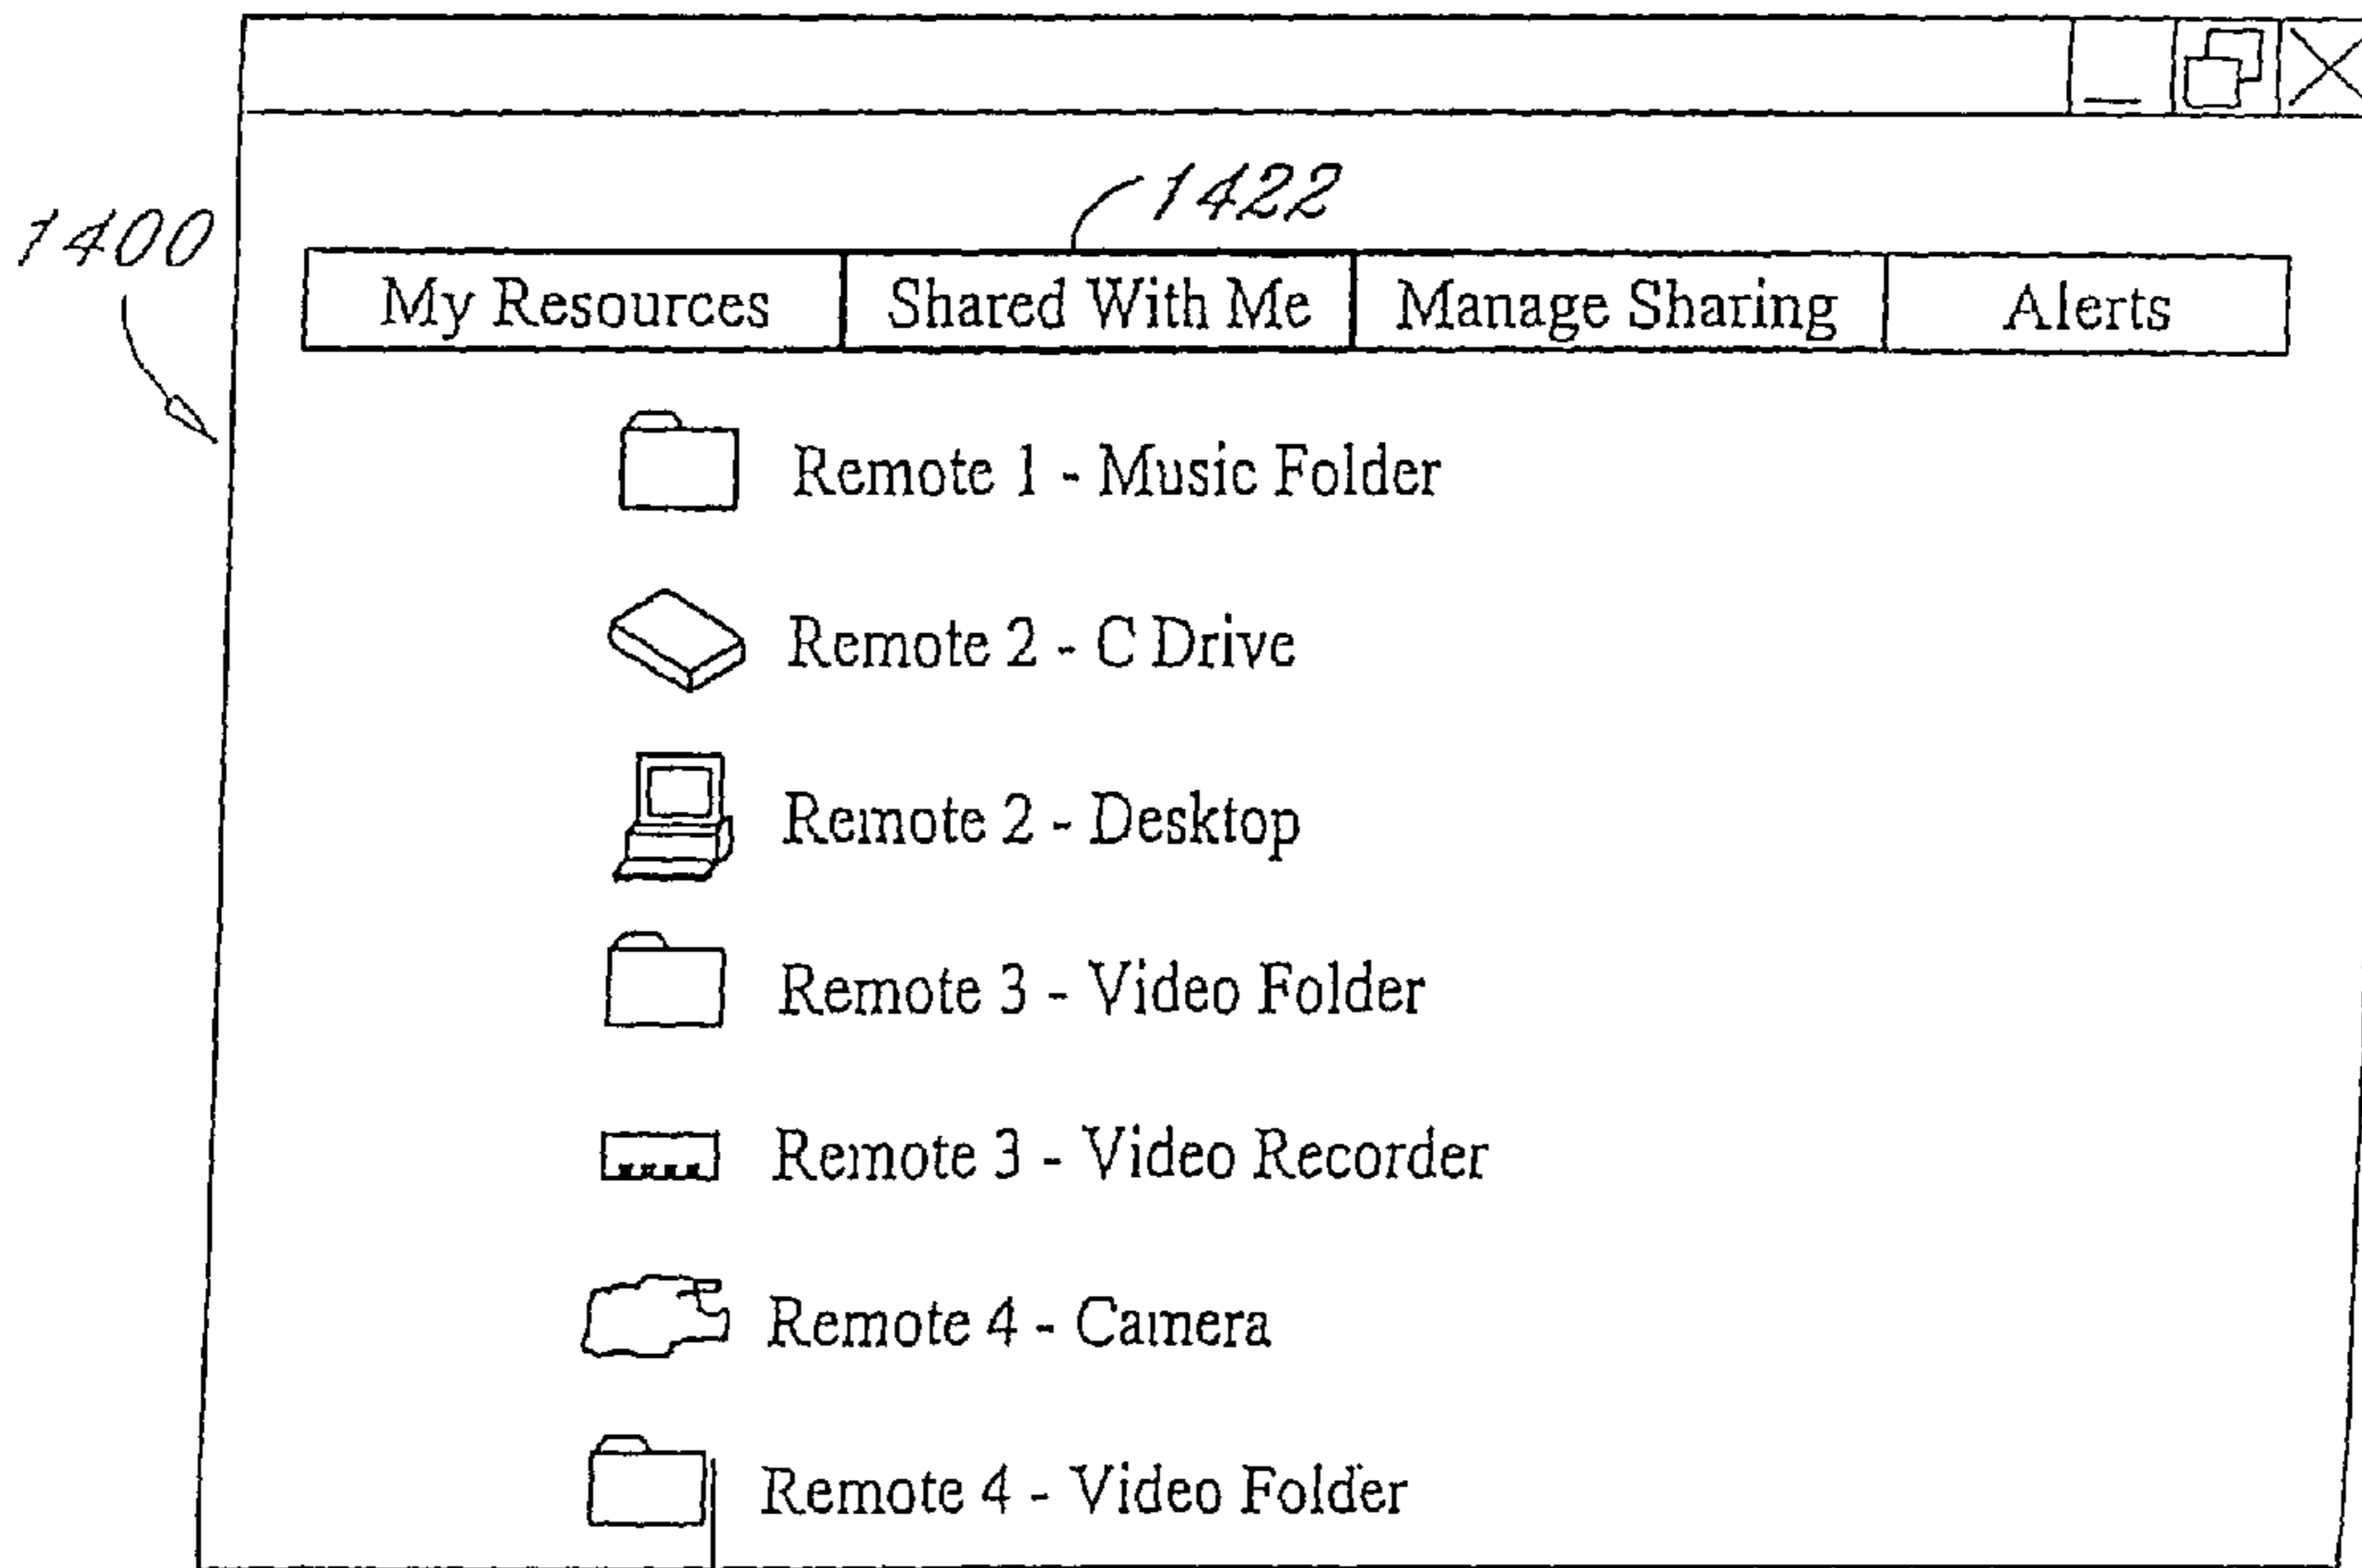 1422
1400
My Resources Shared With Me Manage Sharing Alerts
Remote 1 - Music Folder
Remote 2 - C Drive
Remote 2 - Desktop
Remote 3 - Video Folder
Remote 3 - Video Recorder
Remote 4 - Camera
Remote 4 - Video Folder